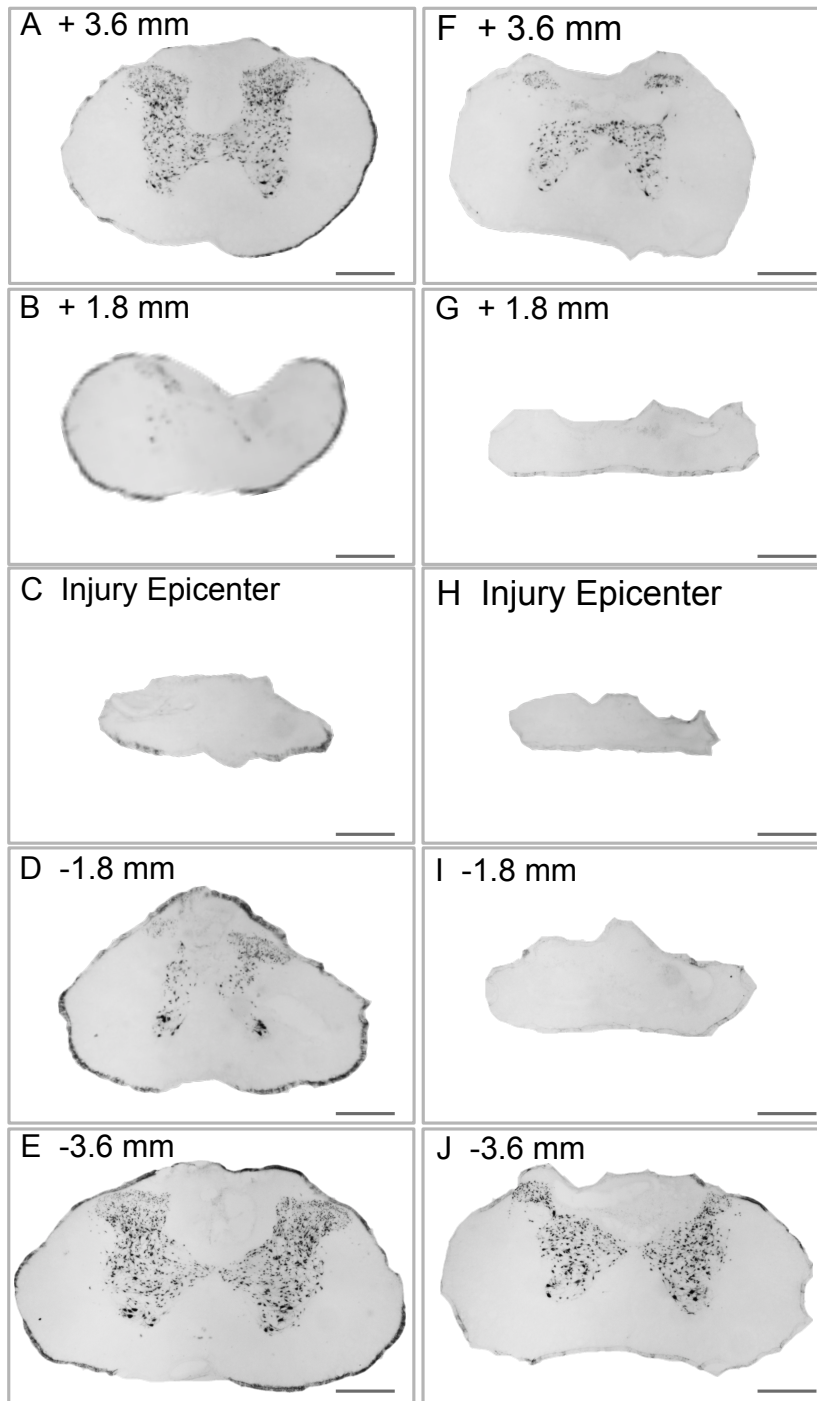 A + 3.6 mm
F + 3.6 mm
B + 1.8 mm
G + 1.8 mm
C Injury Epicenter
H Injury Epicenter
D -1.8 mm
I -1.8 mm
E -3.6 mm
J -3.6 mm